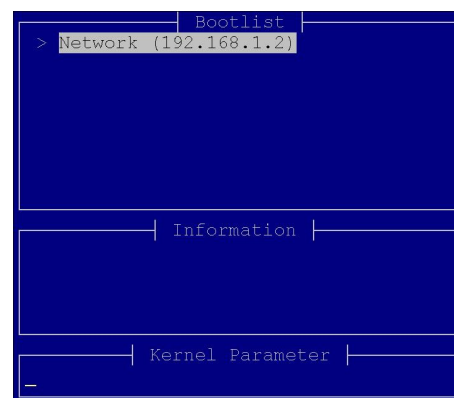 Bootlist
> Network (192.168.1.2)
Information
Kernel Parameter
_